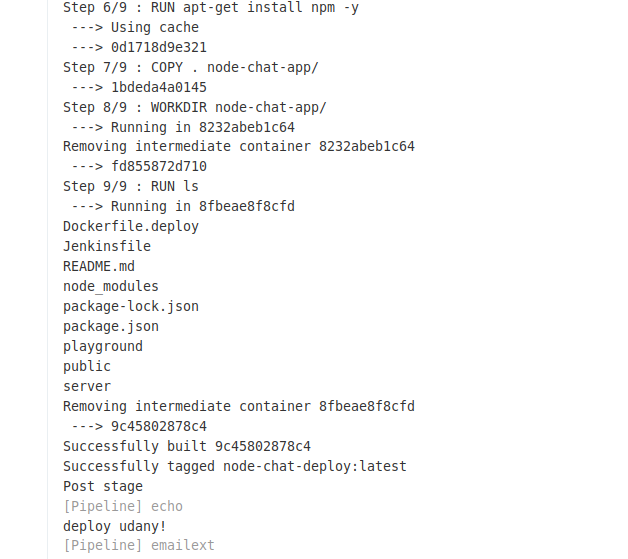 Step 6/9 : RUN apt-get install npm -y
 ---> Using cache
 ---> 0d1718d9e321
Step 7/9 : COPY . node-chat-app/
 ---> 1bdeda4a0145
Step 8/9 : WORKDIR node-chat-app/
 ---> Running in 8232abeb1c64
Removing intermediate container 8232abeb1c64
 ---> fd855872d710
Step 9/9 : RUN ls
 ---> Running in 8fbeae8f8cfd
Dockerfile.deploy
Jenkinsfile
README.md
node_modules
package-lock.json
package.json
playground
public
server
Removing intermediate container 8fbeae8f8cfd
 ---> 9c45802878c4
Successfully built 9c45802878c4
Successfully tagged node-chat-deploy:latest
Post stage
[Pipeline] echo
deploy udany!
[Pipeline] emailext